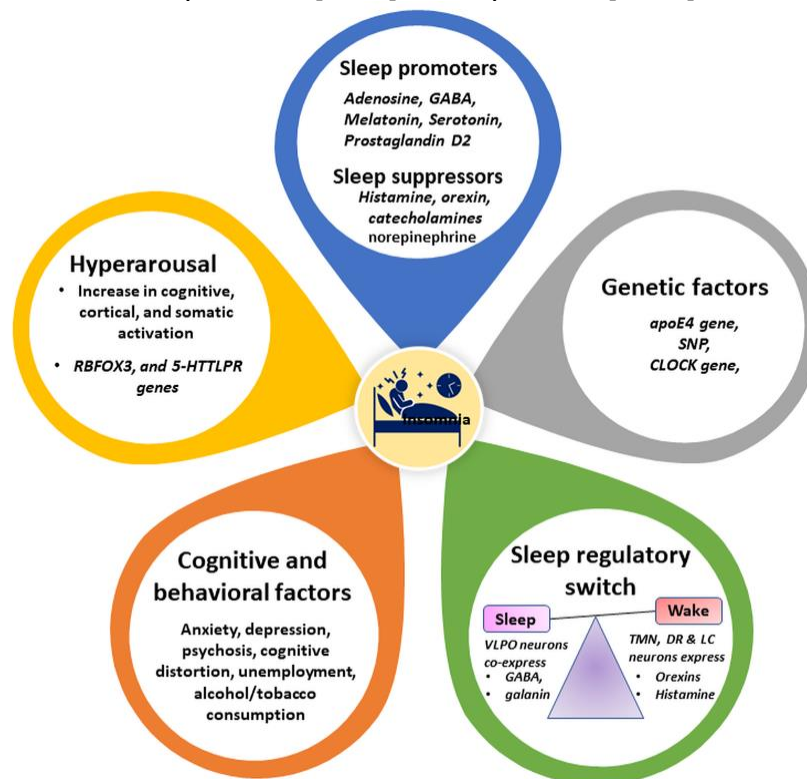 Sleep promoters
Adenosine, GABA,
Melatonin, Serotonin,
Prostaglandin D2
Sleep suppressors
Histamine, orexin,
catecholamines
norepinephrine
Hyperarousal
• Increase in cognitive,
cortical, and somatic
activation
• RBFOX3, and 5-HTTLPR
genes
Genetic factors
apoE4 gene,
SNP,
CLOCK gene,
Insomnia
Cognitive and
behavioral factors
Anxiety, depression,
psychosis, cognitive
distortion, unemployment,
alcohol/tobacco
consumption
Sleep regulatory
switch
Sleep
VLPO neurons
co-express
• GABA,
• galanin
Wake
TMN, DR & LC
neurons express
• Orexins
• Histamine